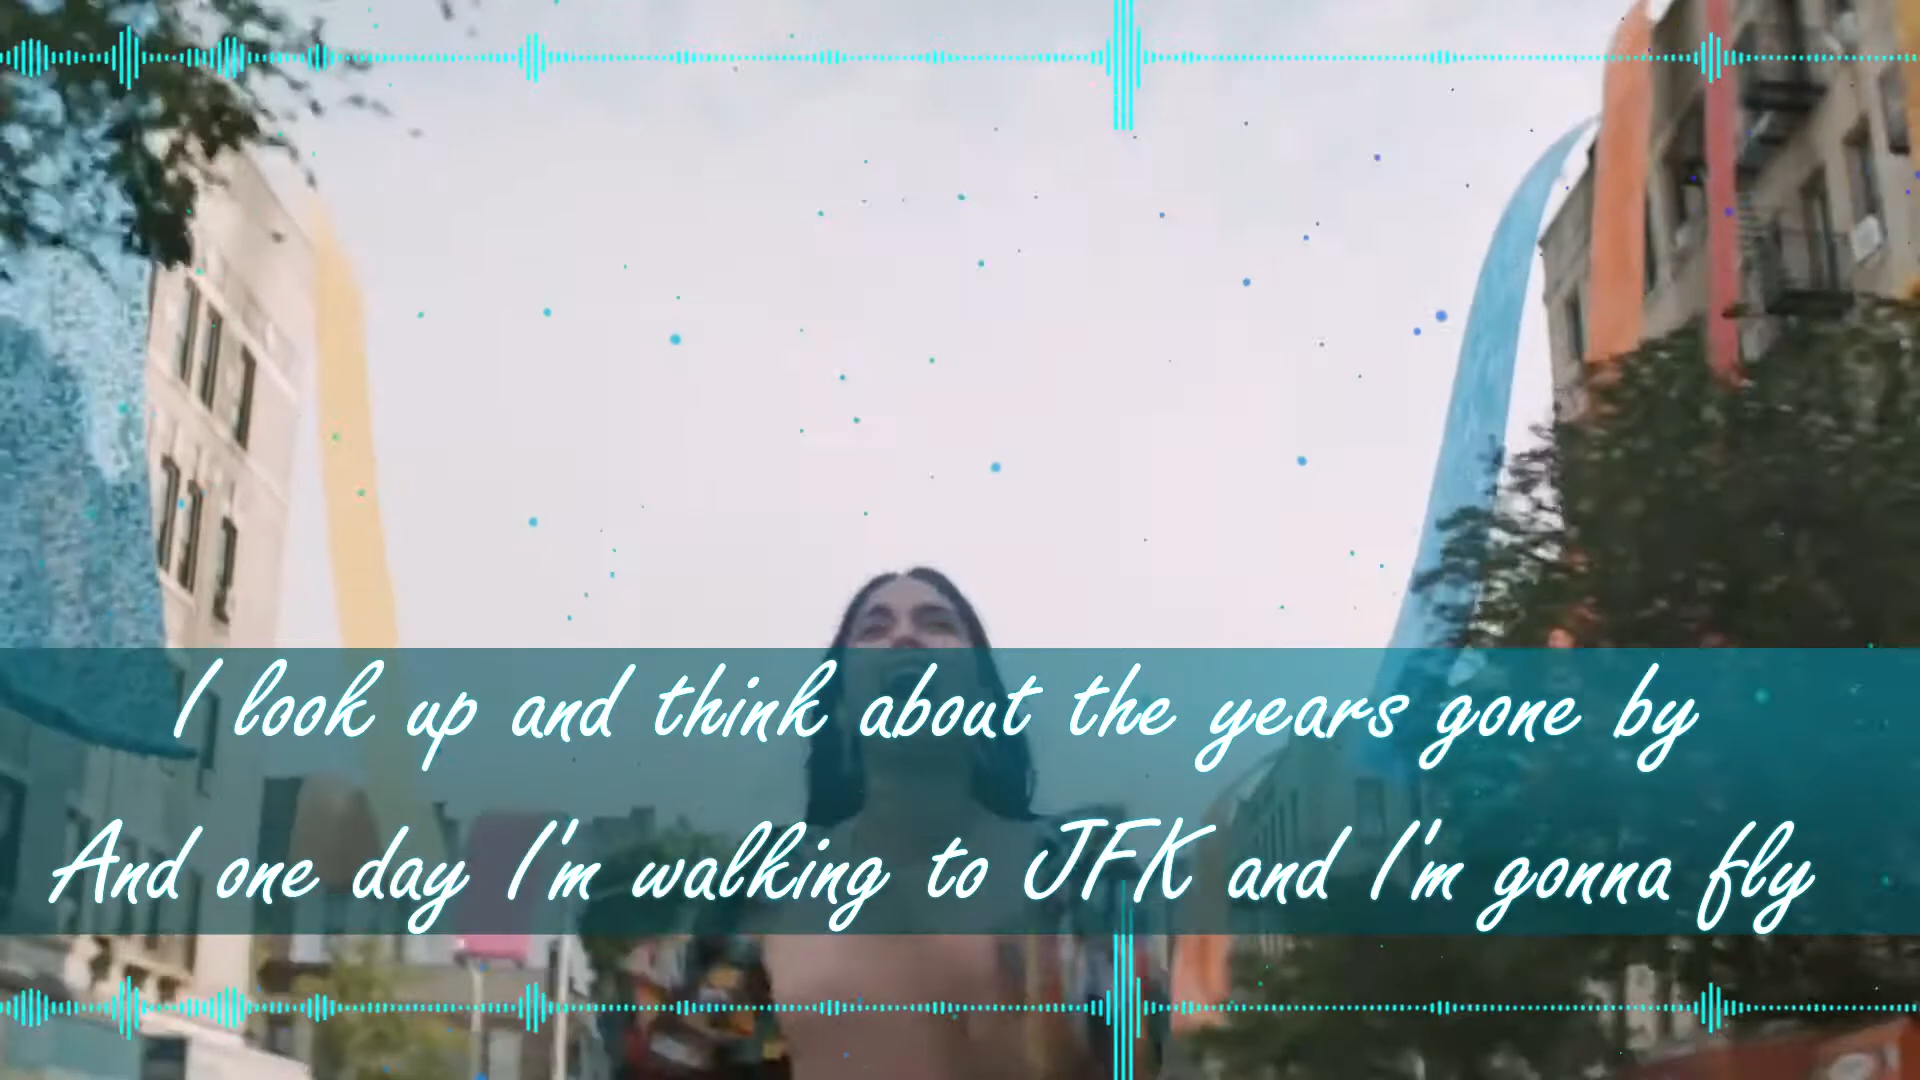 I look up and think about the years gone by
And one day I'm walking to JFK and I'm gonna fly